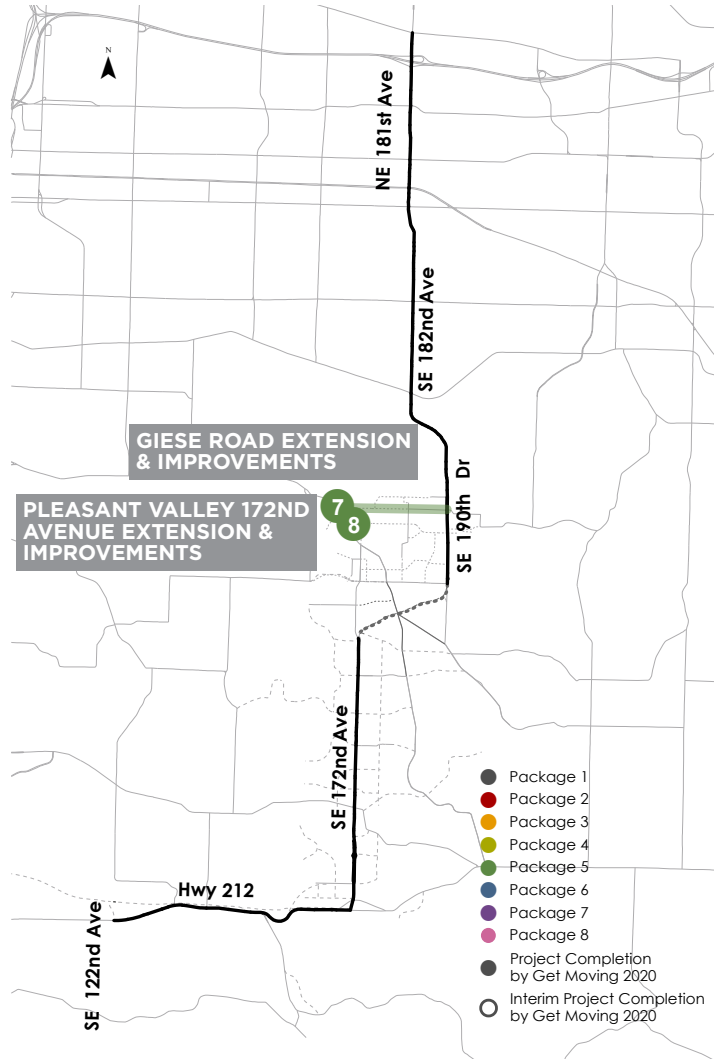 N
NE 181st Ave
SE 182nd Ave
GIESE ROAD EXTENSION
& IMPROVEMENTS
SE 190th Dr
7
8
PLEASANT VALLEY 172ND
AVENUE EXTENSION &
IMPROVEMENTS
SE 172nd Ave
Hwy 212
SE 122nd Ave
Package 1
Package 2
Package 3
Package 4
Package 5
Package 6
Package 7
Package 8
Project Completion
by Get Moving 2020
Interim Project Completion
by Get Moving 2020